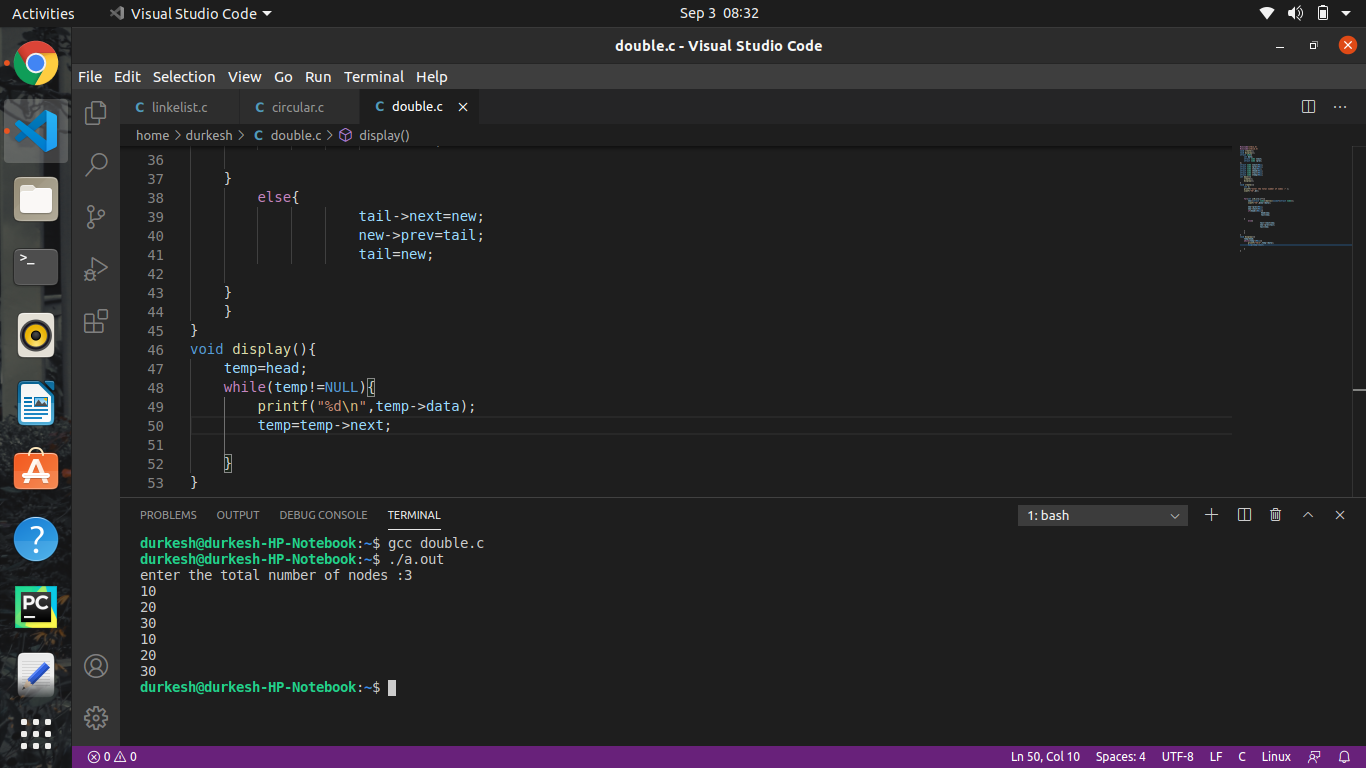 Activities Visual Studio Code Sep 3 08:32
double.c - Visual Studio Code
File Edit Selection View Go Run Terminal Help
C linkelist.c C circular.c C double.c
home > durkesh > C double.c > display()
36
37 }
38 else{
39 tail->next=new;
40 new->prev=tail;
41 tail=new;
42
43 }
44 }
45 }
46 void display(){
47 temp=head;
48 while(temp!=NULL){
49 printf("%d\n",temp->data);
50 temp=temp->next;
51
52 }
53 }
PROBLEMS OUTPUT DEBUG CONSOLE TERMINAL 1: bash
durkesh@durkesh-HP-Notebook:~$ gcc double.c
durkesh@durkesh-HP-Notebook:~$ ./a.out
enter the total number of nodes :3
10
20
30
10
20
30
durkesh@durkesh-HP-Notebook:~$
PC
0 0 Ln 50, Col 10 Spaces: 4 UTF-8 LF C Linux